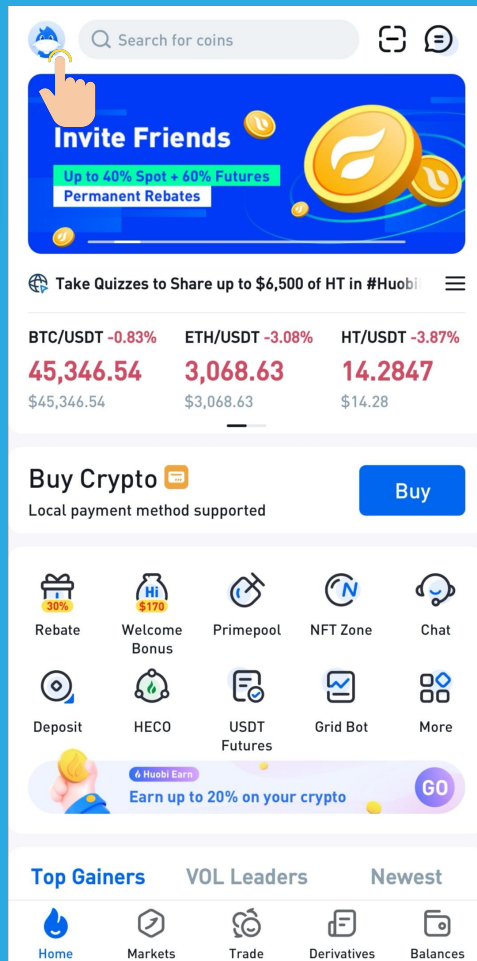 Search for coins
Invite Friends
Up to 40% Spot + 60% Futures
Permanent Rebates
Take Quizzes to Share up to $6,500 of HT in #Huobi
BTC/USDT -0.83% ETH/USDT -3.08% HT/USDT -3.87%
45,346.54 3,068.63 14.2847
$45,346.54 $3,068.63 $14.28
Buy Crypto
Buy
Local payment method supported
30% Hi $170 N
Rebate Welcome Bonus Primepool NFT Zone Chat
Deposit HECO USDT Futures Grid Bot More
Huobi Earn
Earn up to 20% on your crypto GO
Top Gainers VOL Leaders Newest
Home Markets Trade Derivatives Balances